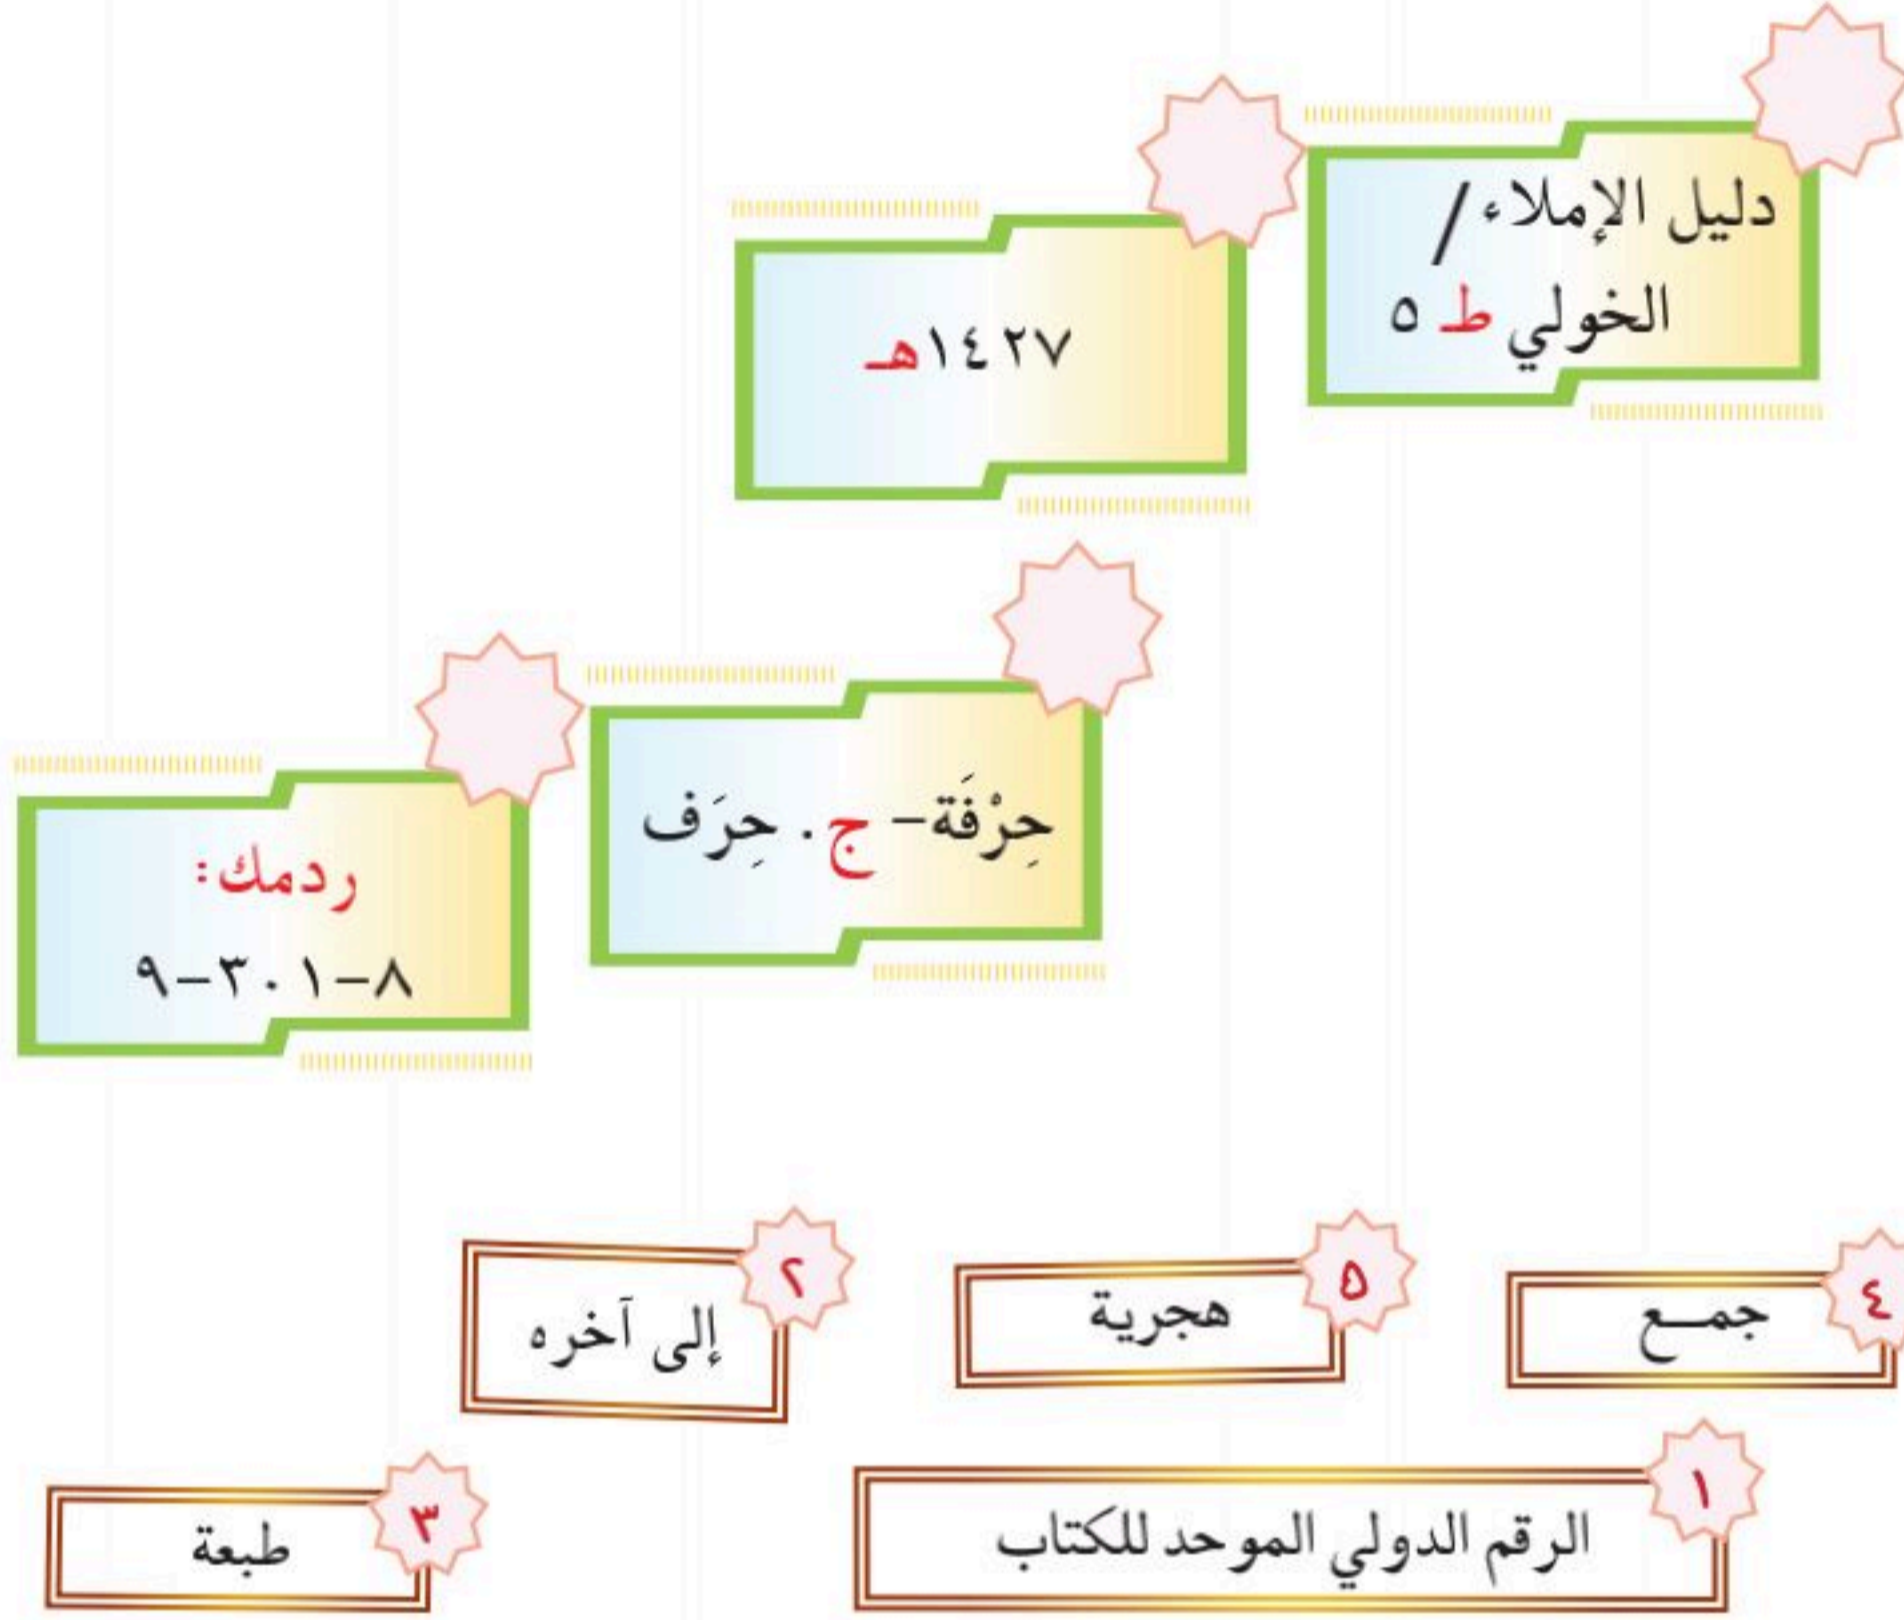 دليل الإملاء/
الخولي ط ٥
١٤٢٧هـ
حِرْفَة- ج. حِرَف
ردمك:
٨-٣٠١-٩
٤
جمـع
٥
هجرية
٢
إلى آخره
١
الرقم الدولي الموحد للكتاب
٣
طبعة